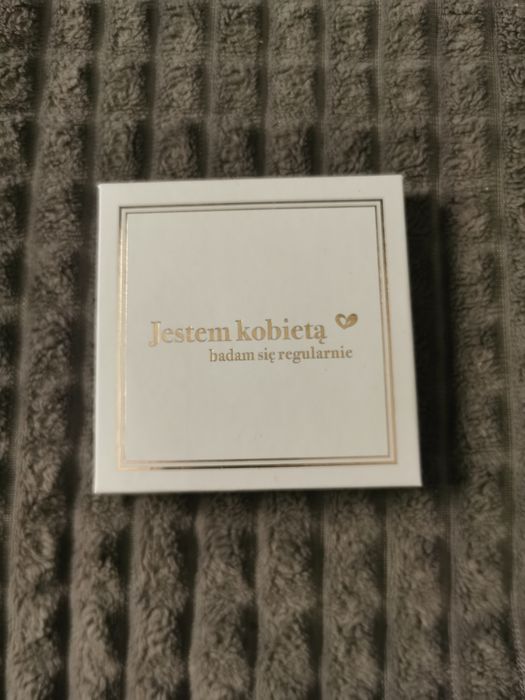 Jestem kobietą
badam się regularnie